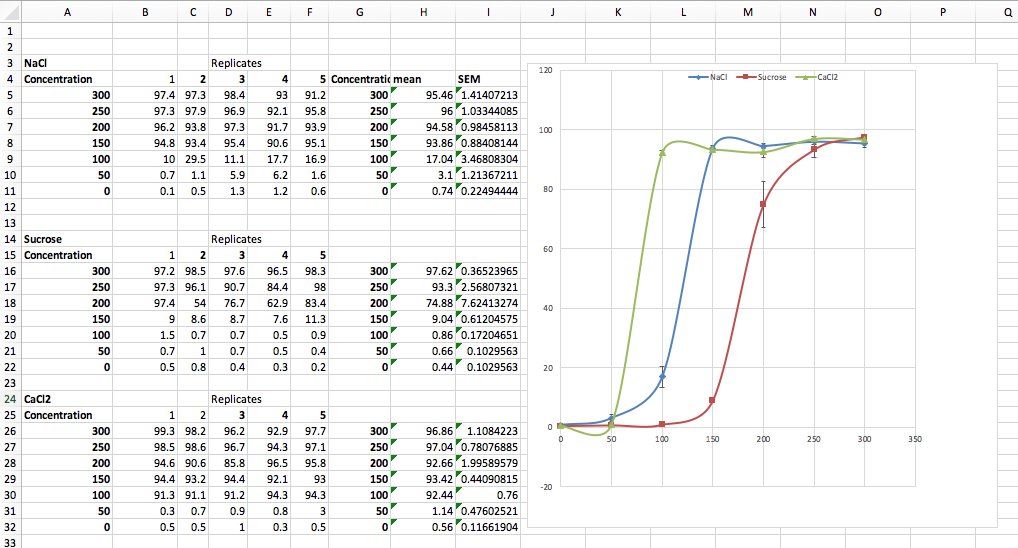 A B C D E F G H I J K L M N O P Q
1
2
3 NaCl Replicates
4 Concentration 1 2 3 4 5 Concentratic mean SEM
5 300 97.4 97.3 98.4 93 91.2 300 95.46 1.41407213
6 250 97.3 97.9 96.9 92.1 95.8 250 96 1.03344085
7 200 96.2 93.8 97.3 91.7 93.9 200 94.58 0.98458113
8 150 94.8 93.4 95.4 90.6 95.1 150 93.86 0.88408144
9 100 10 29.5 11.1 17.7 16.9 100 17.04 3.46808304
10 50 0.7 1.1 5.9 6.2 1.6 50 3.1 1.21367211
11 0 0.1 0.5 1.3 1.2 0.6 0 0.74 0.22494444
12
13
14 Sucrose Replicates
15 Concentration 1 2 3 4 5
16 300 97.2 98.5 97.6 96.5 98.3 300 97.62 0.36523965
17 250 97.3 96.1 90.7 84.4 98 250 93.3 2.56807321
18 200 97.4 54 76.7 62.9 83.4 200 74.88 7.62413274
19 150 9 8.6 8.7 7.6 11.3 150 9.04 0.61204575
20 100 1.5 0.7 0.7 0.5 0.9 100 0.86 0.17204651
21 50 0.7 1 0.7 0.5 0.4 50 0.66 0.1029563
22 0 0.5 0.8 0.4 0.3 0.2 0 0.44 0.1029563
23
24 CaCl2 Replicates
25 Concentration 1 2 3 4 5
26 300 99.3 98.2 96.2 92.9 97.7 300 96.86 1.1084223
27 250 98.5 98.6 96.7 94.3 97.1 250 97.04 0.78076885
28 200 94.6 90.6 85.8 96.5 95.8 200 92.66 1.99589579
29 150 94.4 93.2 94.4 92.1 93 150 93.42 0.44090815
30 100 91.3 91.1 91.2 94.3 94.3 100 92.44 0.76
31 50 0.3 0.7 0.9 0.8 3 50 1.14 0.47602521
32 0 0.5 0.5 1 0.3 0.5 0 0.56 0.11661904
33
NaCl Sucrose CaCl2
120
100
80
60
40
20
0
-20
0 50 100 150 200 250 300 350